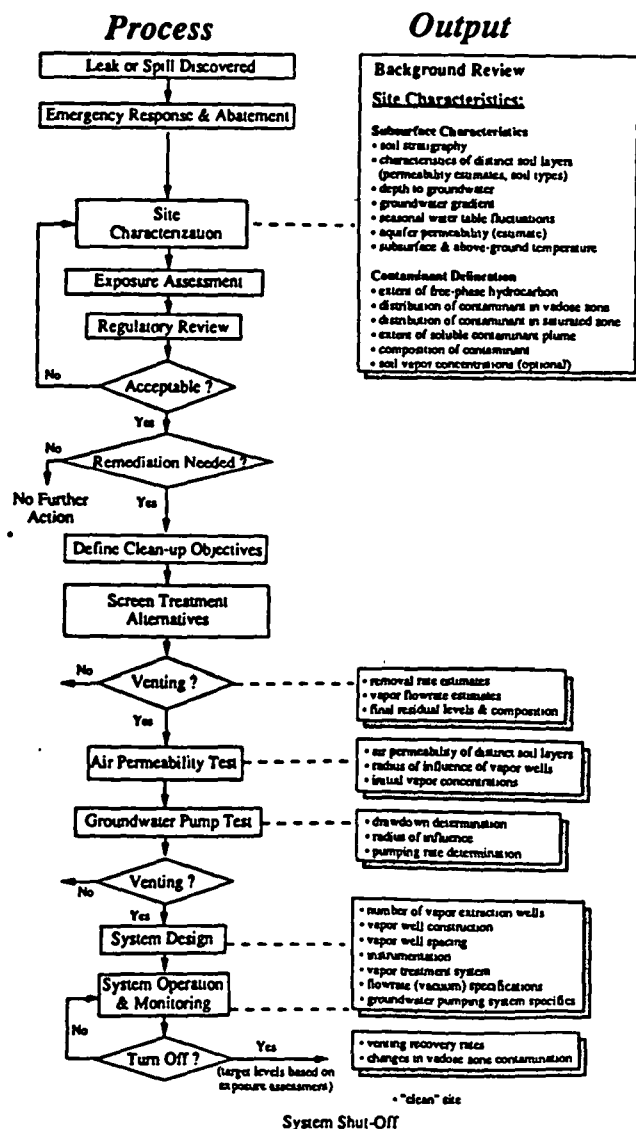 Process
Output
Leak or Spill Discovered
Emergency Response & Abatement
Site
Characterization
Exposure Assessment
Regulatory Review
No
Acceptable ?
Yes
No
Remediation Needed ?
No Further
Action
Yes
Define Clean-up Objectives
Screen Treatment
Alternatives
No
Venting ?
Yes
Air Permeability Test
Groundwater Pump Test
No
Venting ?
Yes
System Design
System Operation
& Monitoring
No
Turn Off ?
Yes
(target levels based on
exposure assessment)
Background Review
Site Characteristics:
Subsurface Characteristics
• soil stratigraphy
• characteristics of distinct soil layers
(permeability estimates, soil types)
• depth to groundwater
• groundwater gradient
• seasonal water table fluctuations
• aquifer permeability (estimate)
• subsurface & above-ground temperature
Contaminant Delineation
• extent of free-phase hydrocarbon
• distribution of contaminant in vadose zone
• distribution of contaminant in saturated zone
• extent of soluble contaminant plume
• composition of contaminant
• soil vapor concentrations (optional)
• removal rate estimates
• vapor flowrate estimates
• final residual levels & composition
• air permeability of distinct soil layers
• radius of influence of vapor wells
• initial vapor concentrations
• drawdown determination
• radius of influence
• pumping rate determination
• number of vapor extraction wells
• vapor well construction
• vapor well spacing
• instrumentation
• vapor treatment system
• flowrate (vacuum) specifications
• groundwater pumping system specifics
• venting recovery rates
• changes in vadose zone contamination
• "clean" site
System Shut-Off